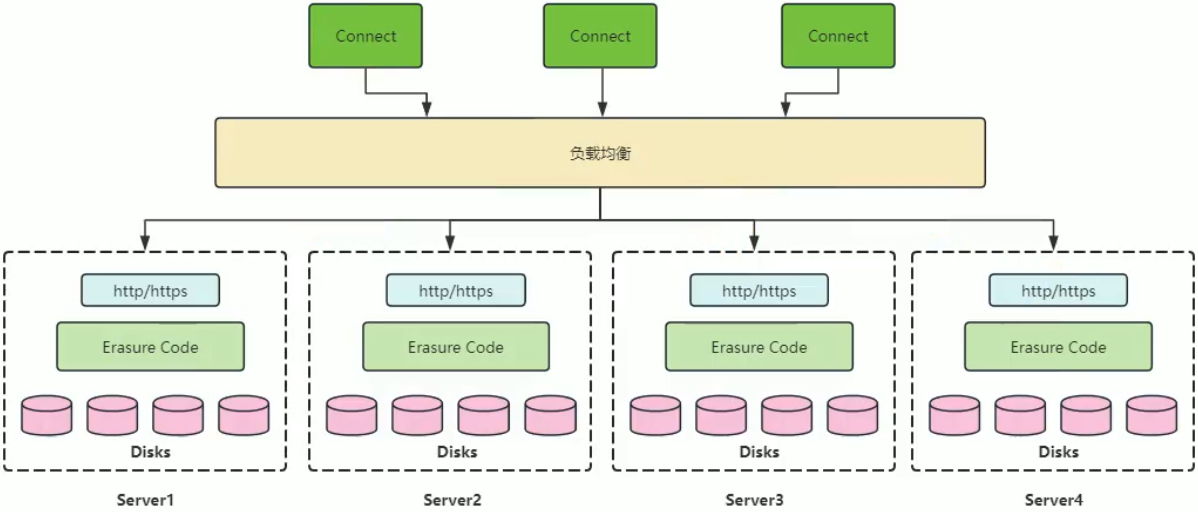 Connect
Connect
Connect
负载均衡
http/https
http/https
http/https
http/https
Erasure Code
Erasure Code
Erasure Code
Erasure Code
Disks
Disks
Disks
Disks
Server1
Server2
Server3
Server4